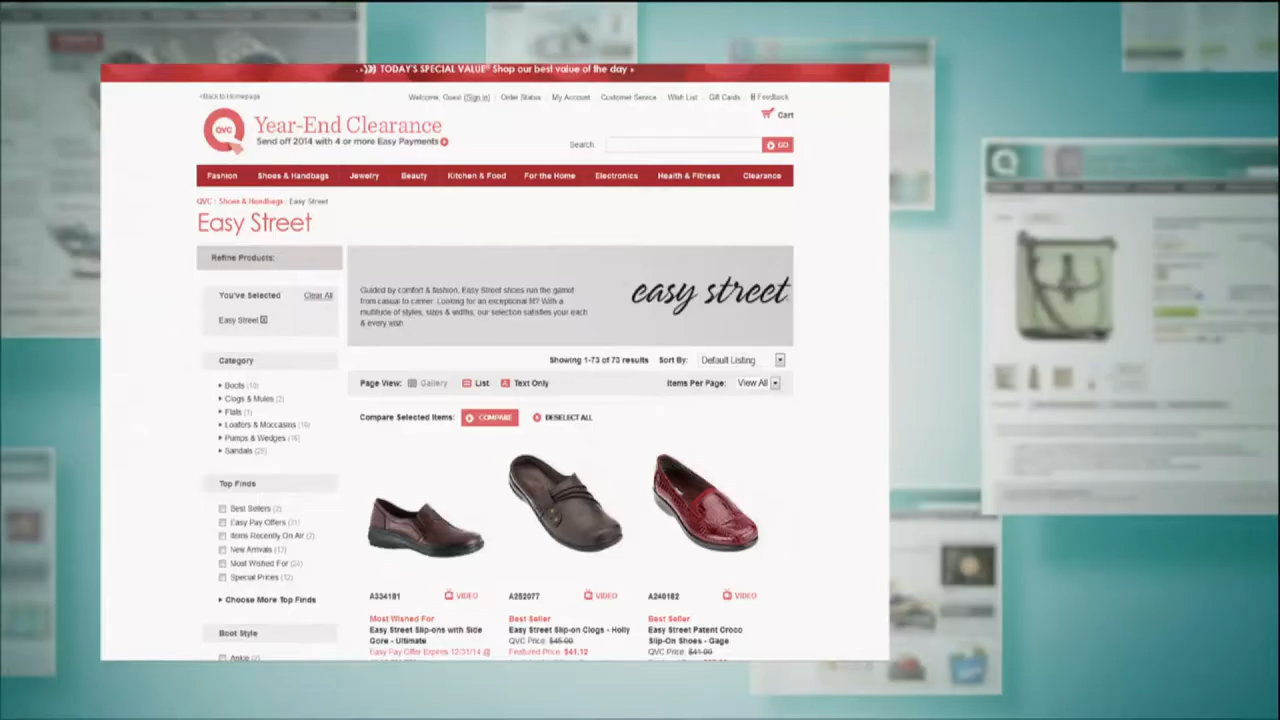 TODAY'S SPECIAL VALUE® Shop our best value of the day
Back to Homepage
Welcome, Guest (Sign In) Order Status My Account Customer Service Wish List Gift Cards Feedback
Cart
QVC
Year-End Clearance
Send off 2014 with 4 or more Easy Payments
Search: GO
Fashion Shoes & Handbags Jewelry Beauty Kitchen & Food For the Home Electronics Health & Fitness Clearance
QVC : Shoes & Handbags : Easy Street
Easy Street
Refine Products:
You've Selected Clear All
Easy Street
Guided by comfort & fashion, Easy Street shoes run the gamut
from casual to career. Looking for an exceptional fit? With a
multitude of styles, sizes & widths, our selection satisfies your each
& every wish
easy street
Showing 1-73 of 73 results Sort By: Default Listing
Page View: Gallery List Text Only Items Per Page: View All
Compare Selected Items: COMPARE DESELECT ALL
Category
Boots
Clogs & Mules (2)
Flats
Loafers & Moccasins
Pumps & Wedges
Sandals
Top Finds
Best Sellers (2)
Easy Pay Offers
Items Recently On Air
New Arrivals
Most Wished For (24)
Special Prices (12)
Choose More Top Finds
Boot Style
Ankle (2)
A334181 VIDEO
Most Wished For
Easy Street Slip-ons with Side
Gore - Ultimate
Easy Pay Offer Expires 12/31/14 @
A252077 VIDEO
Best Seller
Easy Street Slip-on Clogs - Holly
QVC Price: $45.00
Featured Price: $41.12
A240162 VIDEO
Best Seller
Easy Street Patent Croco
Slip-On Shoes - Gage
QVC Price: $41.00